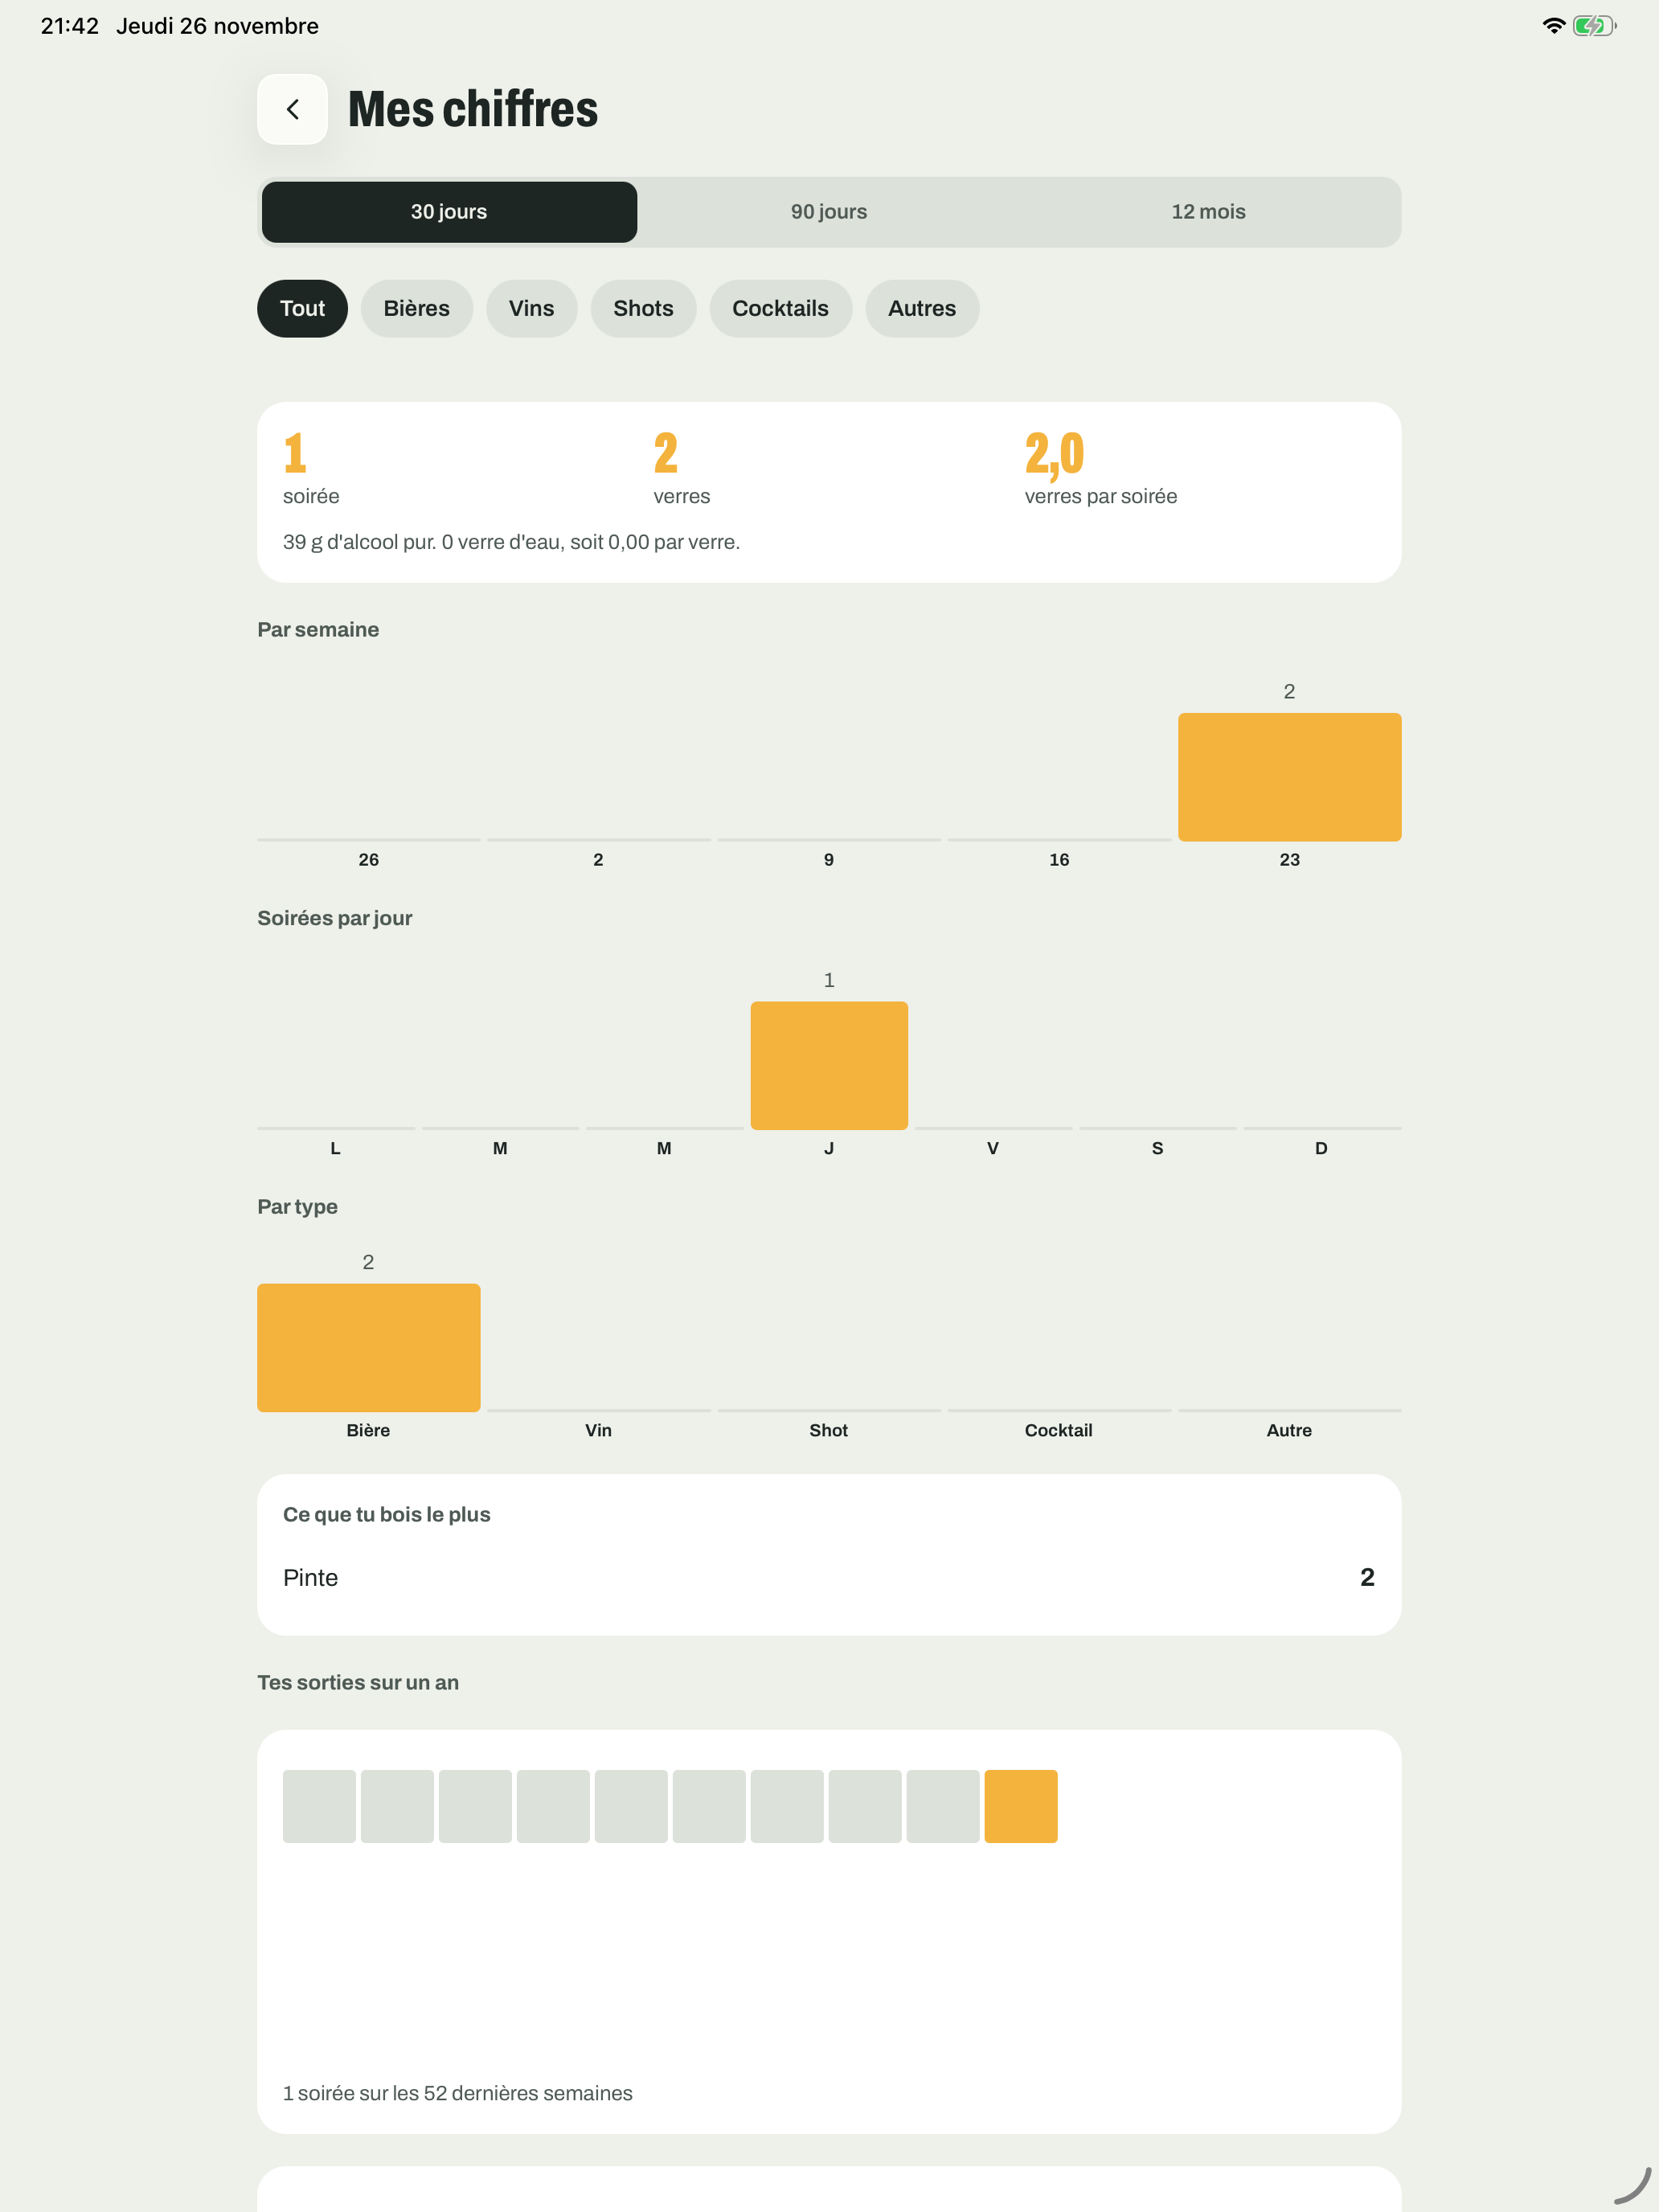 21:42 Jeudi 26 novembre
Mes chiffres
30 jours 90 jours 12 mois
Tout Bières Vins Shots Cocktails Autres
1 2 2,0
soirée verres verres par soirée
39 g d'alcool pur. 0 verre d'eau, soit 0,00 par verre.
Par semaine
2
26 2 9 16 23
Soirées par jour
1
L M M J V S D
Par type
2
Bière Vin Shot Cocktail Autre
Ce que tu bois le plus
Pinte 2
Tes sorties sur un an
1 soirée sur les 52 dernières semaines